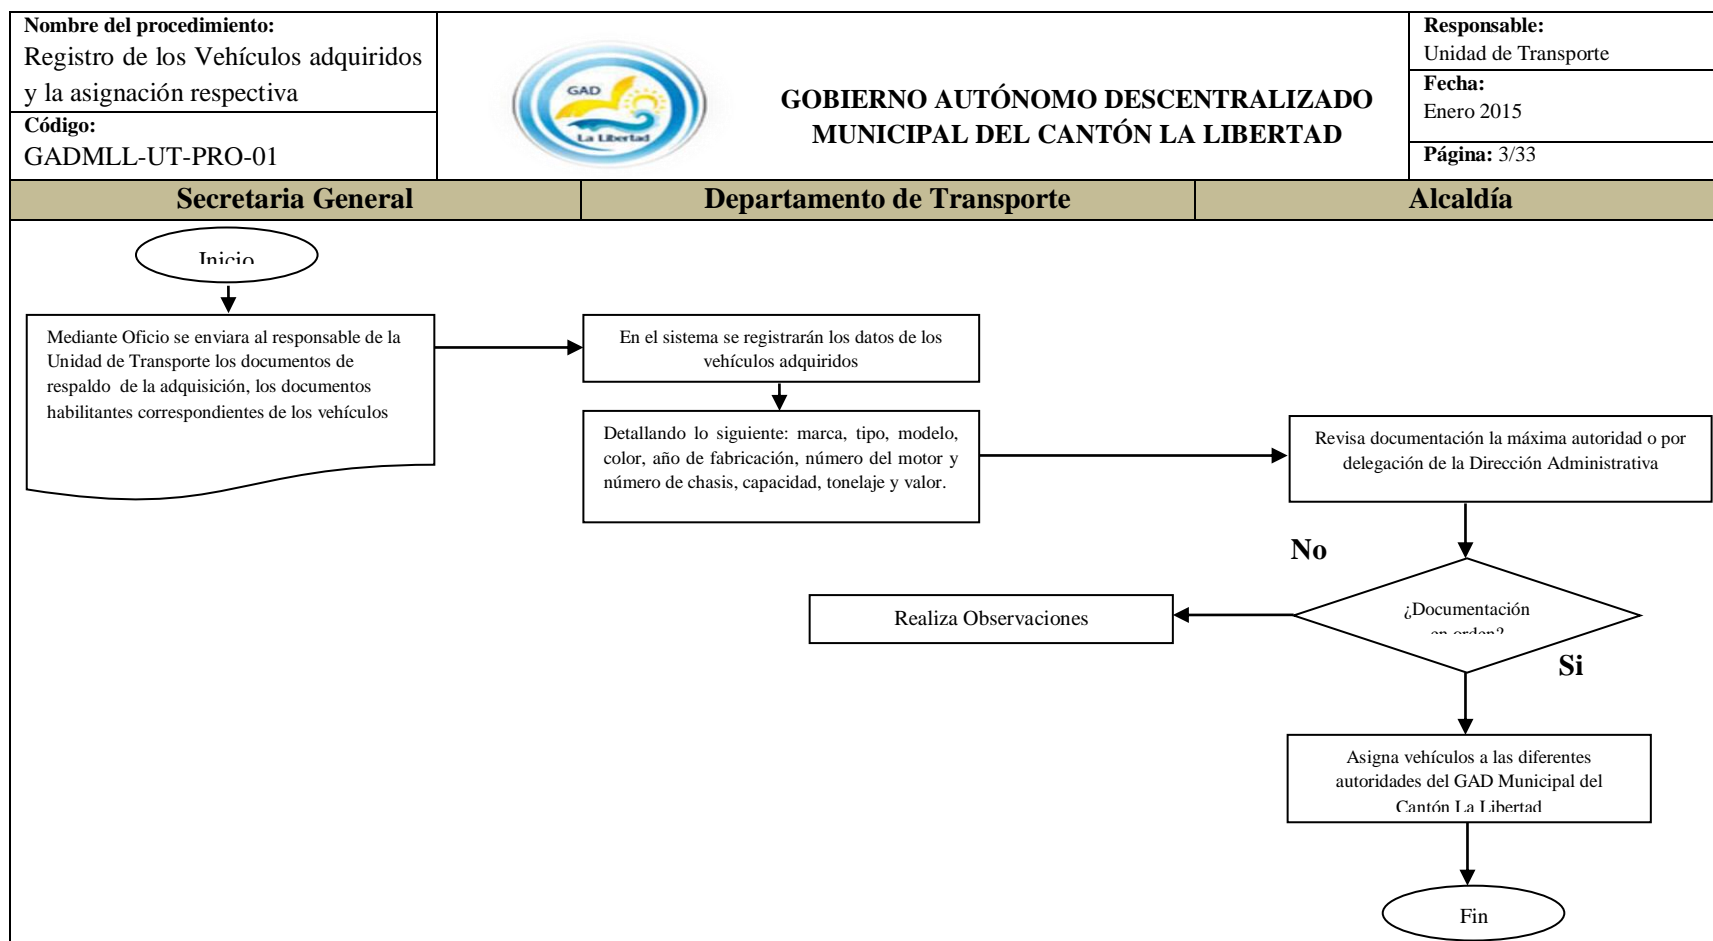 Nombre del procedimiento:
Registro de los Vehículos adquiridos
y la asignación respectiva
Código:
GADMLL-UT-PRO-01
GAD
La Libertad
GOBIERNO AUTÓNOMO DESCENTRALIZADO
MUNICIPAL DEL CANTÓN LA LIBERTAD
Responsable:
Unidad de Transporte
Fecha:
Enero 2015
Página: 3/33
Secretaria General
Departamento de Transporte
Alcaldía
Inicio
Mediante Oficio se enviara al responsable de la
Unidad de Transporte los documentos de
respaldo de la adquisición, los documentos
habilitantes correspondientes de los vehículos
En el sistema se registrarán los datos de los
vehículos adquiridos
Detallando lo siguiente: marca, tipo, modelo,
color, año de fabricación, número del motor y
número de chasis, capacidad, tonelaje y valor.
Revisa documentación la máxima autoridad o por
delegación de la Dirección Administrativa
No
¿Documentación
en orden?
Realiza Observaciones
Si
Asigna vehículos a las diferentes
autoridades del GAD Municipal del
Cantón La Libertad
Fin